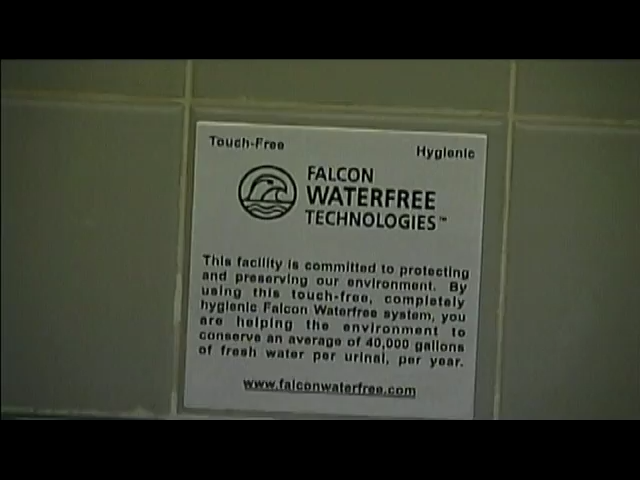 Touch-Free
Hygienic
FALCON
WATERFREE
TECHNOLOGIES™
This facility is committed to protecting
and preserving our environment. By
using this touch-free, completely
hygienic Falcon Waterfree system, you
are helping the environment to
conserve an average of 40,000 gallons
of fresh water per urinal, per year.
www.falconwaterfree.com